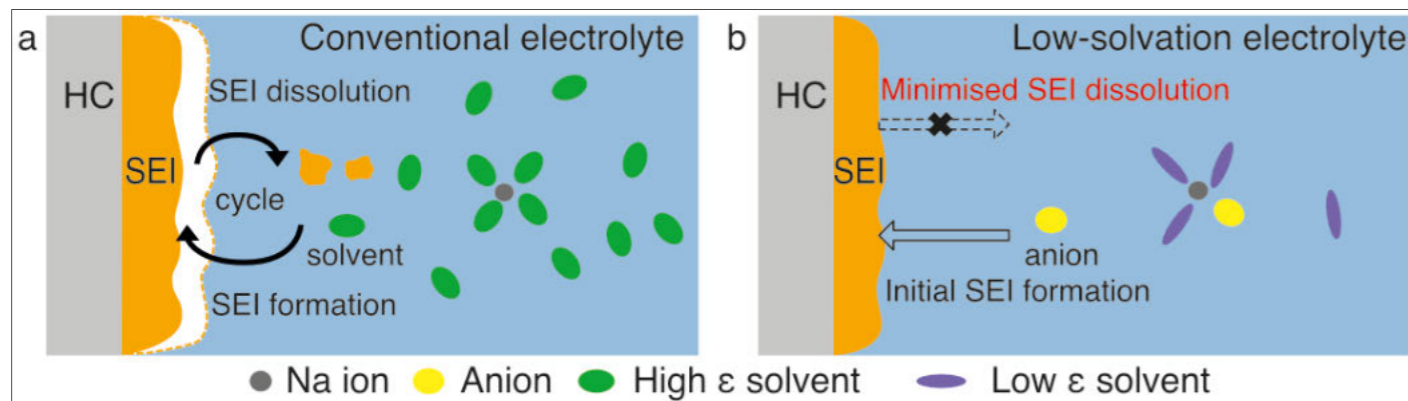 a
Conventional electrolyte
HC
SEI dissolution
SEI
cycle
solvent
SEI formation
b
Low-solvation electrolyte
HC
Minimised SEI dissolution
SEI
anion
Initial SEI formation
Na ion Anion High ε solvent Low ε solvent